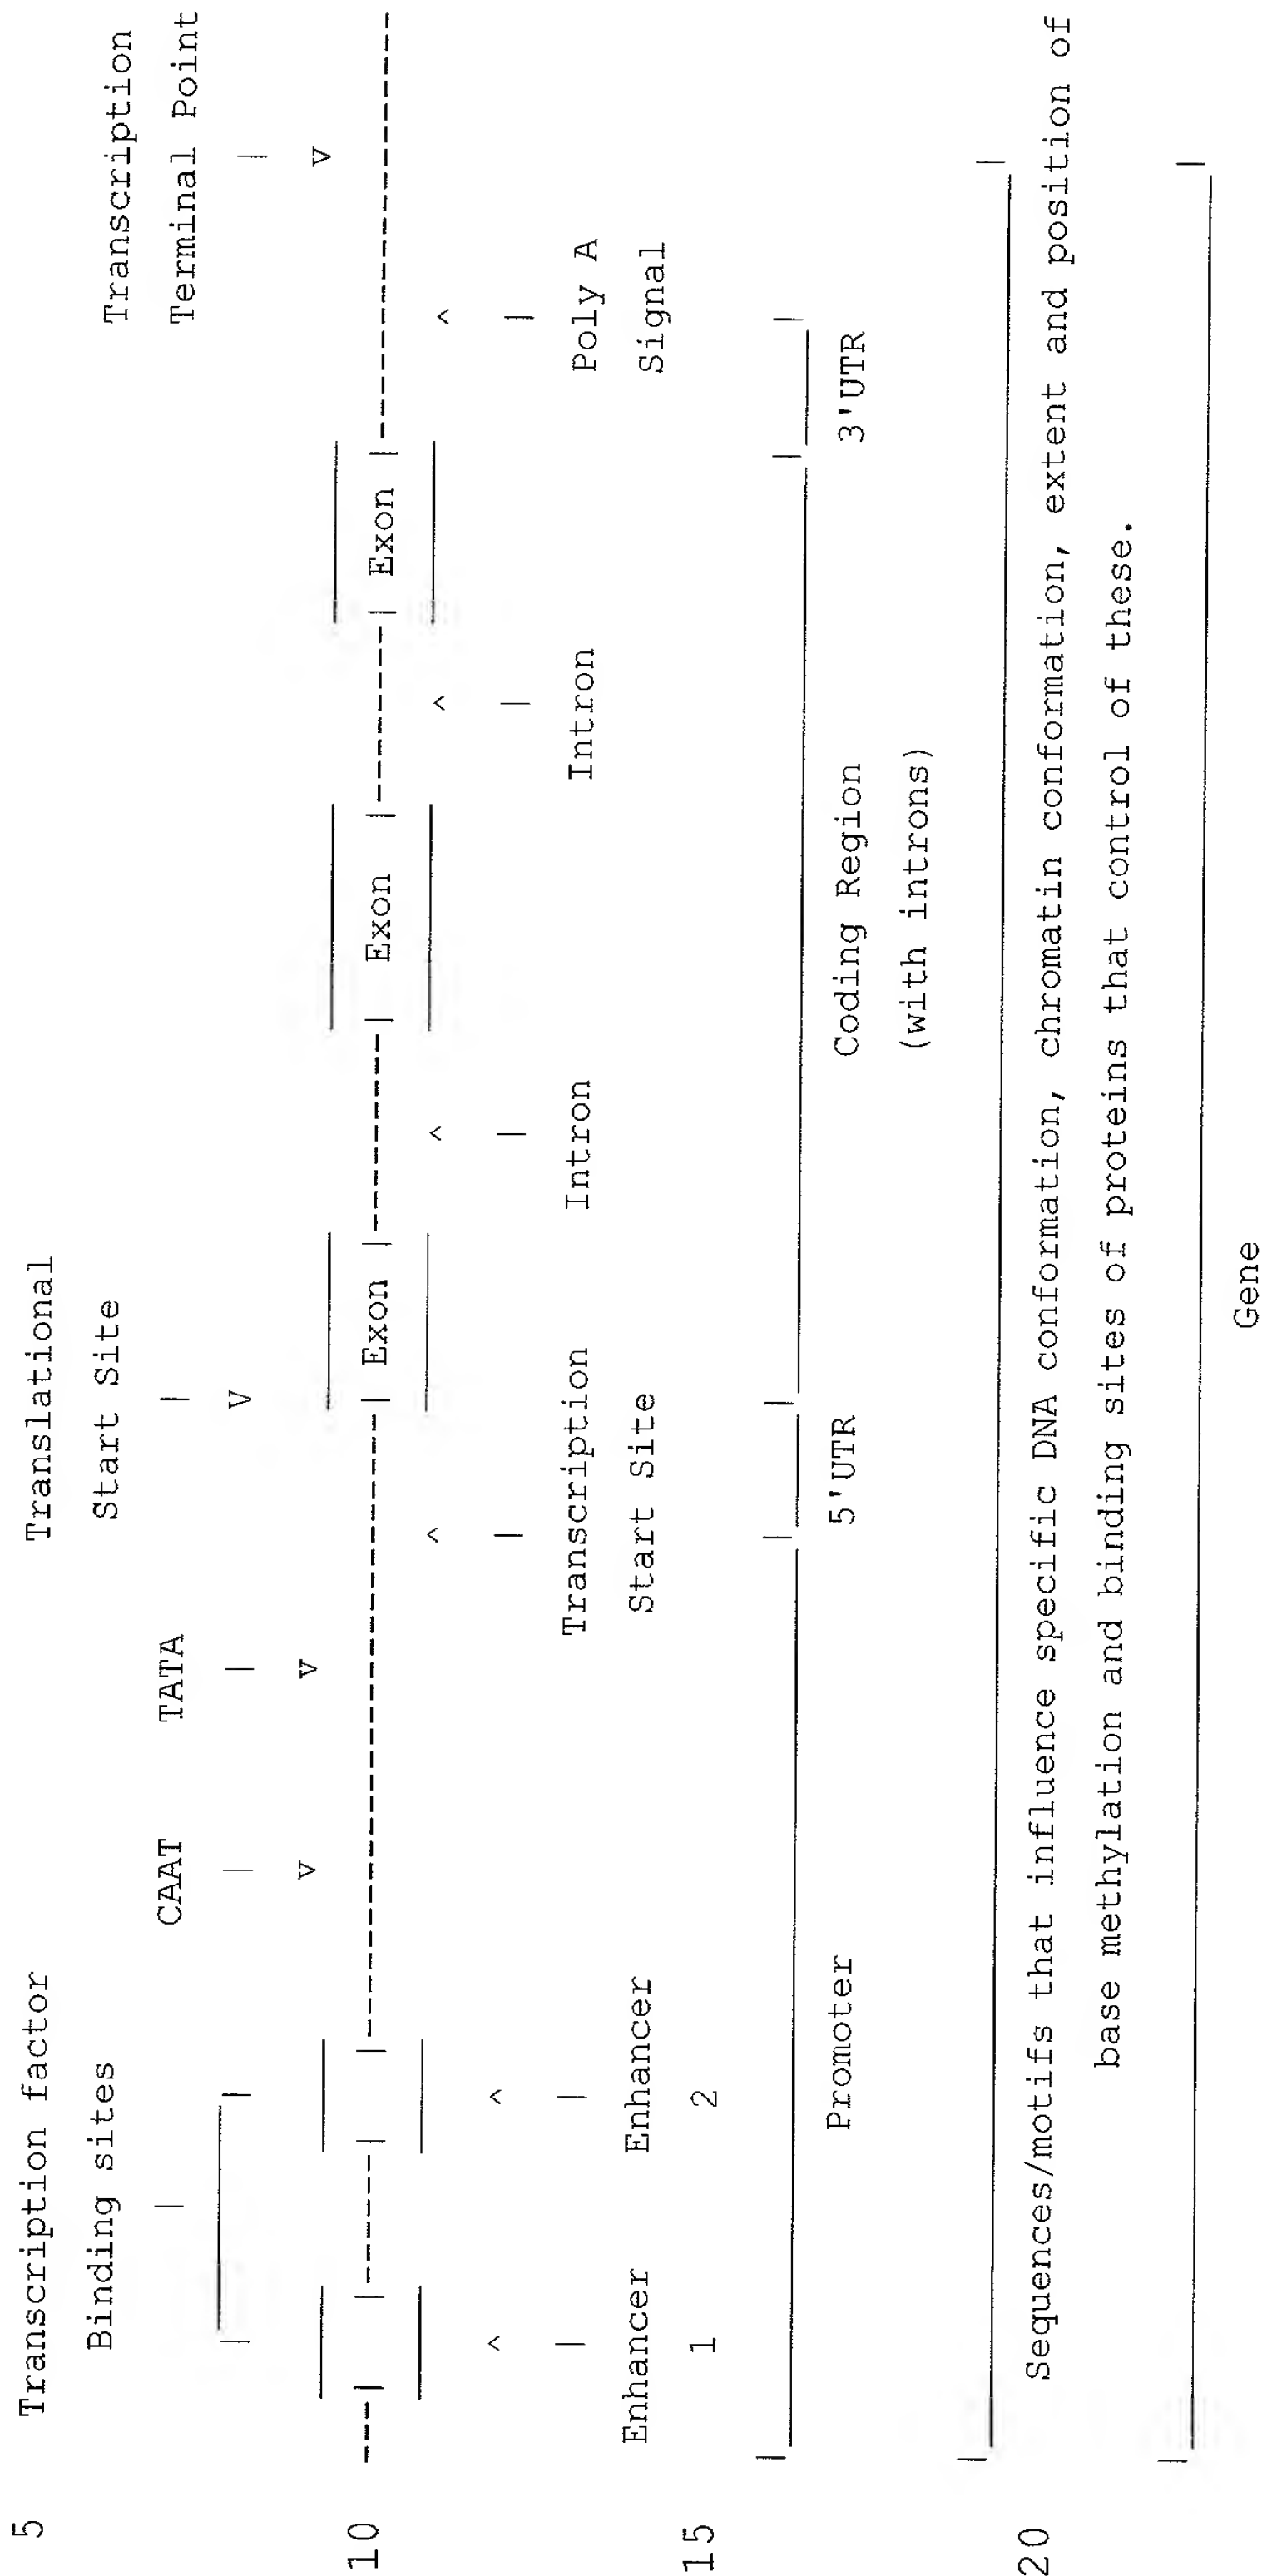 5
Transcription factor
Binding sites
CAAT
TATA
Translational
Start Site
Transcription
Terminal Point
10
Exon
Exon
Exon
Enhancer
1
Enhancer
2
Transcription
Start Site
Intron
Intron
Poly A
Signal
15
Promoter
5'UTR
Coding Region
(with introns)
3'UTR
20
Sequences/motifs that influence specific DNA conformation, chromatin conformation, extent and position of
base methylation and binding sites of proteins that control of these.
Gene